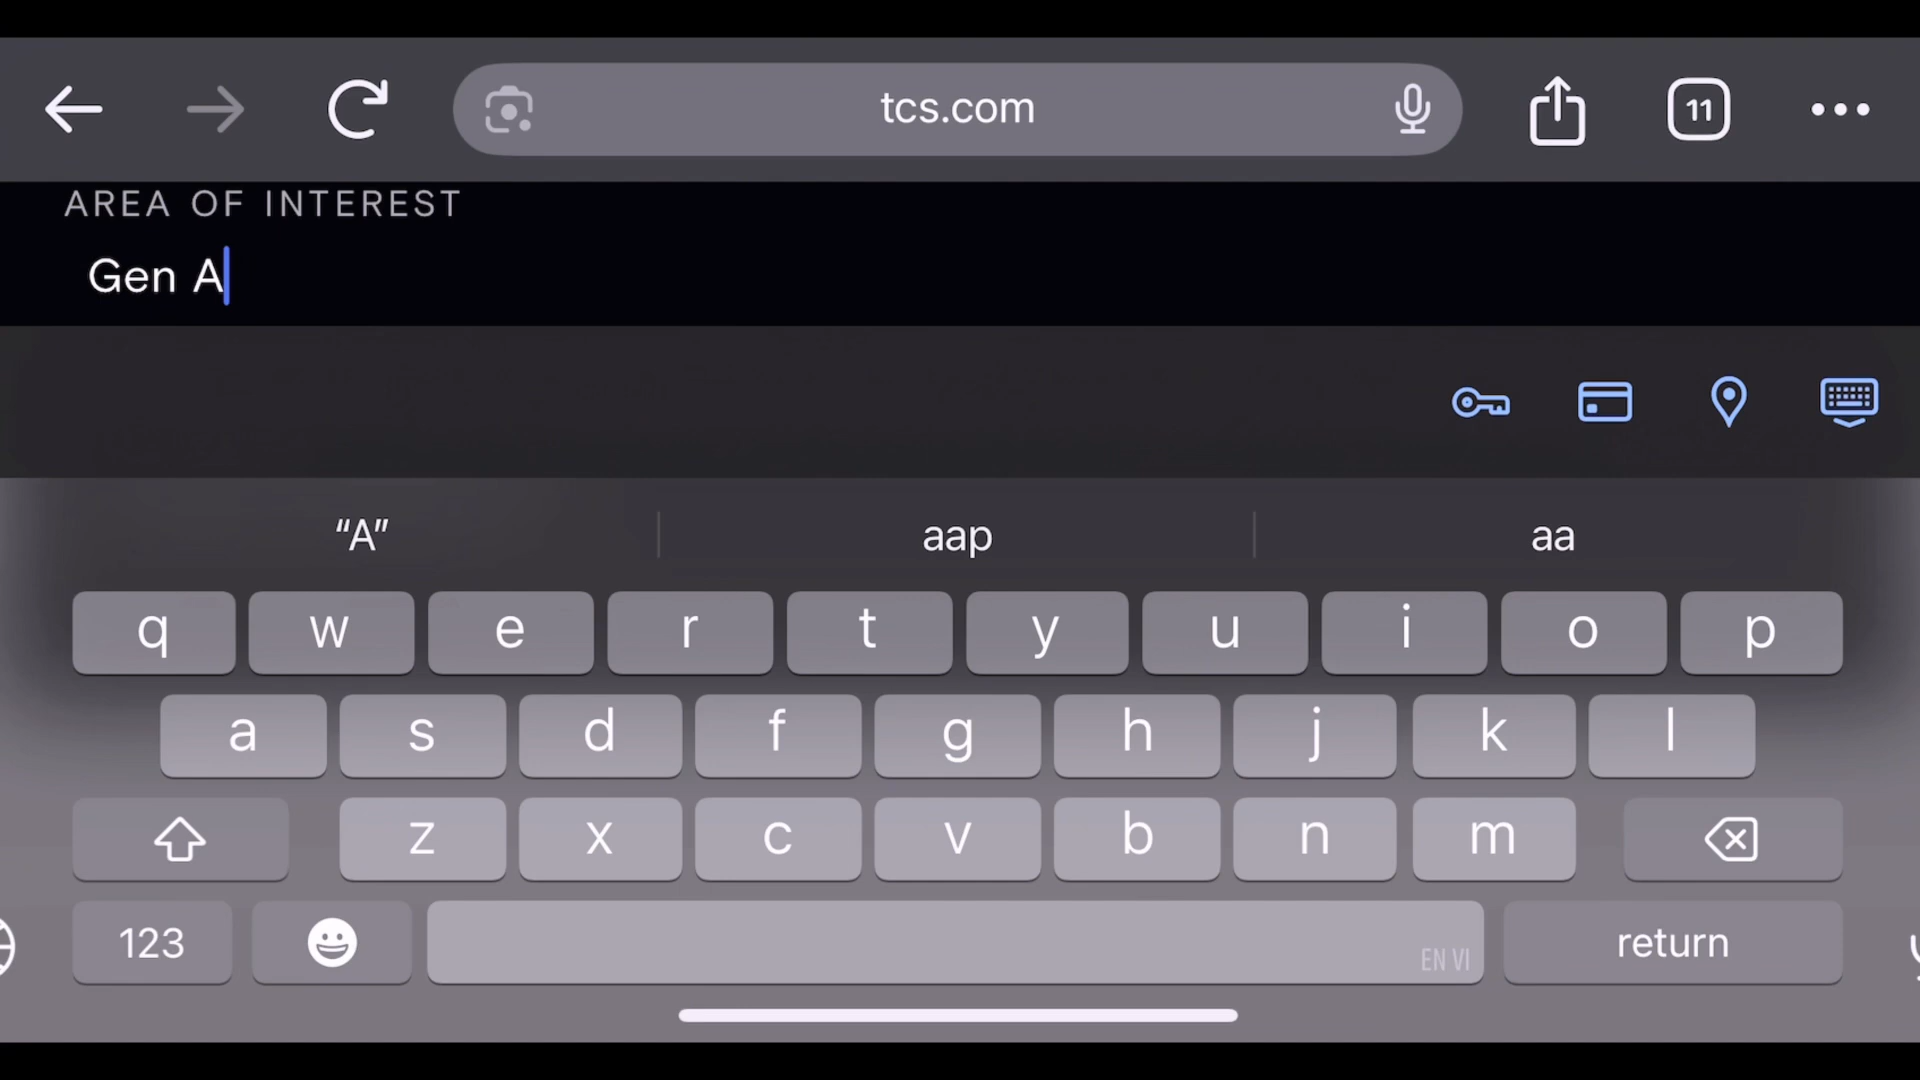 tcs.com
11
AREA OF INTEREST
Gen A
“A” aap aa
q w e r t y u i o p
a s d f g h j k l
z x c v b n m
123 EN VI return